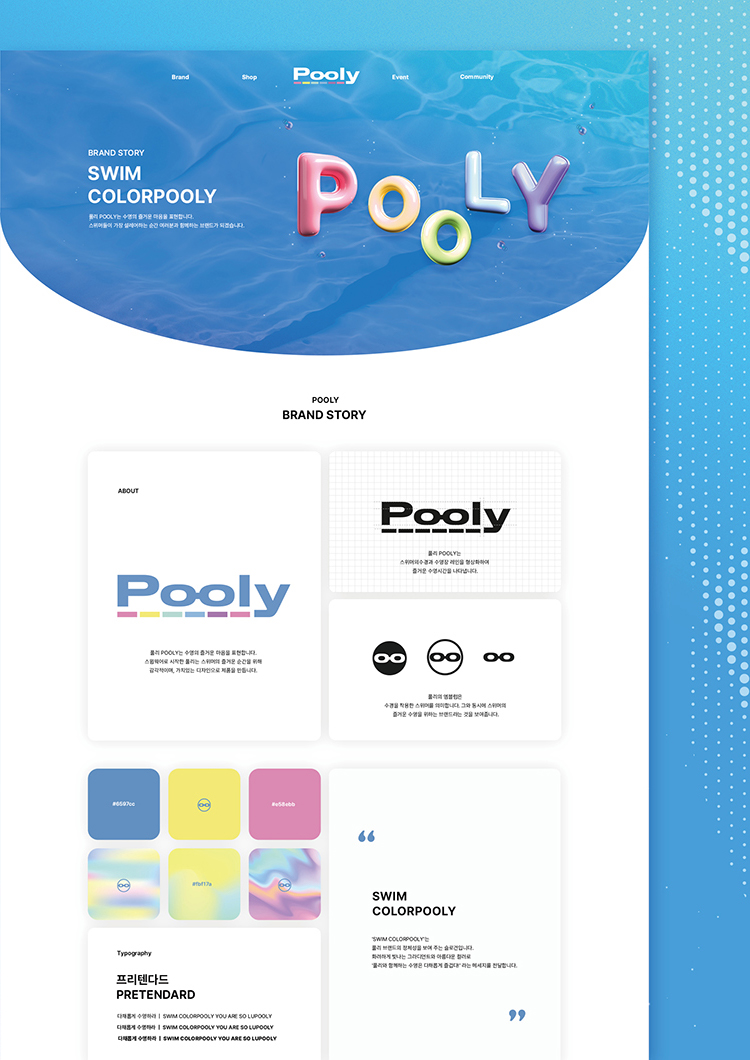 Brand
Shop
Pooly
Event
Community
BRAND STORY
SWIM
COLORPOOLY
풀리 POOLY는 수영의 즐거운 마음을 표현합니다.
스위머들이 가장 설레어하는 순간 여러분과 함께하는 브랜드가 되겠습니다.
POOLY
POOLY
BRAND STORY
ABOUT
Pooly
풀리 POOLY는 수영의 즐거운 마음을 표현합니다.
스윔웨어로 시작한 풀리는 스위머의 즐거운 순간을 위해
감각적이며, 가치있는 디자인으로 제품을 만듭니다.
Pooly
풀리 POOLY는
스위머의수경과 수영장 레인을 형상화하여
즐거운 수영시간을 나타냅니다.
풀리의 엠블럼은
수경을 착용한 스위머를 의미합니다. 그와 동시에 스위머의
즐거운 수영을 위하는 브랜드라는 것을 보여줍니다.
#6597cc
#e58ebb
#fbf17a
Typography
프리텐다드
PRETENDARD
다채롭게 수영하라 | SWIM COLORPOOLY YOU ARE SO LUPOOLY
다채롭게 수영하라 | SWIM COLORPOOLY YOU ARE SO LUPOOLY
다채롭게 수영하라 | SWIM COLORPOOLY YOU ARE SO LUPOOLY
“
SWIM
COLORPOOLY
'SWIM COLORPOOLY'는
풀리 브랜드의 정체성을 보여 주는 슬로건입니다.
화려하게 빛나는 그라디언트와 아름다운 컬러로
'풀리와 함께하는 수영은 다채롭게 즐겁다!' 라는 메세지를 전달합니다.
”